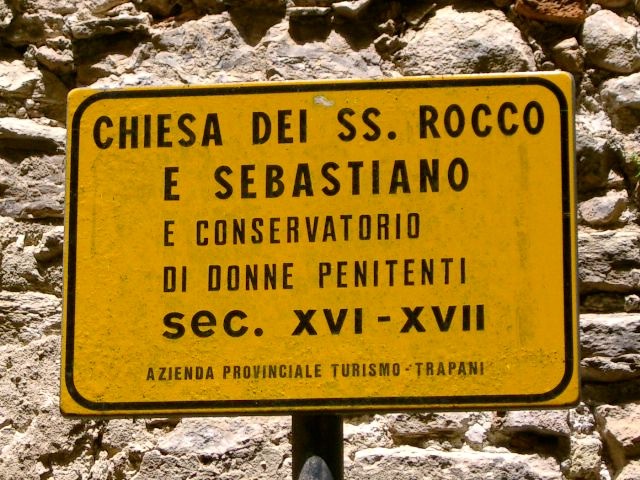 CHIESA DEI SS. ROCCO
E SEBASTIANO
E CONSERVATORIO
DI DONNE PENITENTI
sec. XVI-XVII
AZIENDA PROVINCIALE TURISMO-TRAPANI